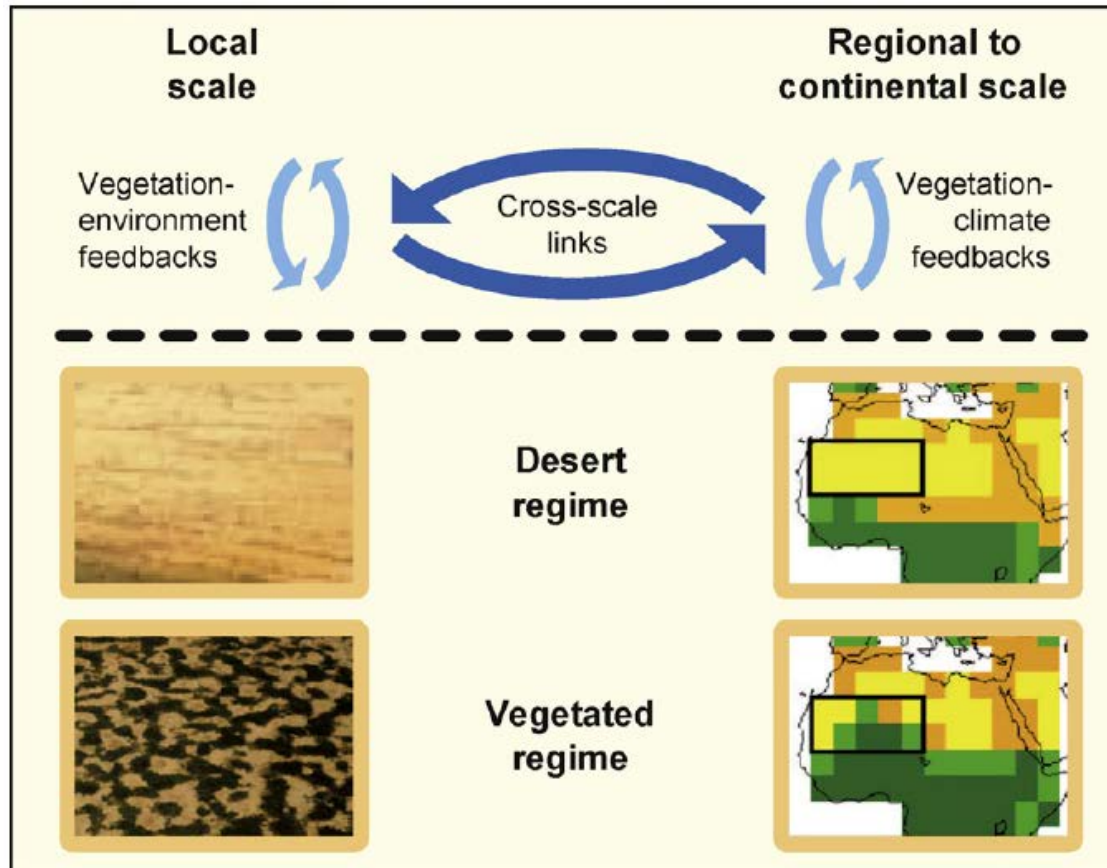 Local
scale
Regional to
continental scale
Vegetation-
environment
feedbacks
Cross-scale
links
Vegetation-
climate
feedbacks
Desert
regime
Vegetated
regime